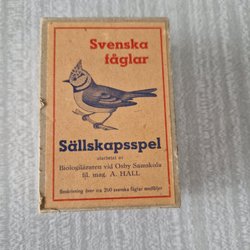 Svenska
fåglar
Sällskapsspel
utarbetat av
Biologiläraren vid Osby Samskola
fil. mag. A. HALL
Beskrivning över c:a 200 svenska fåglar medföljer